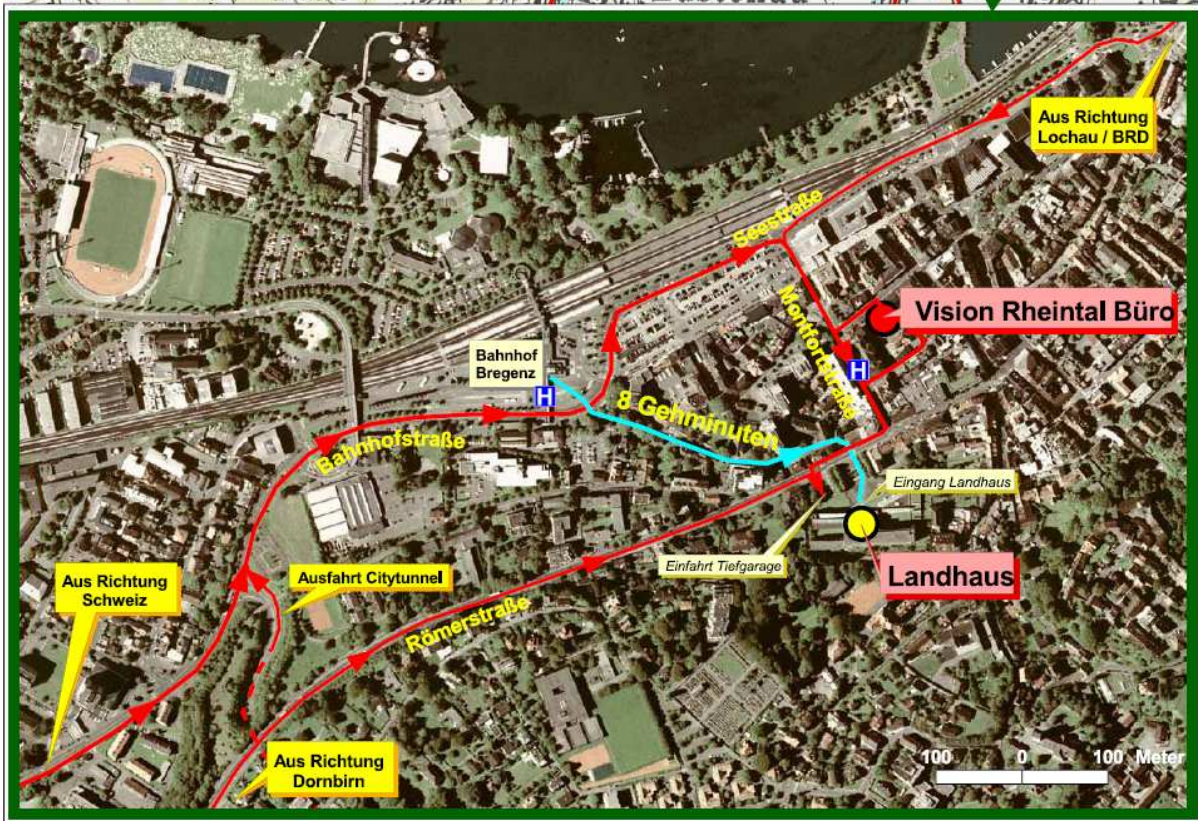 Aus Richtung
Lochau / BRD
Seestraße
Vision Rheintal Büro
Montfortstraße
H
Bahnhof
Bregenz
H
8 Gehminuten
Bahnhofstraße
Eingang Landhaus
Einfahrt Tiefgarage
Landhaus
Aus Richtung
Schweiz
Ausfahrt Citytunnel
Römerstraße
Aus Richtung
Dornbirn
100 0 100 Meter